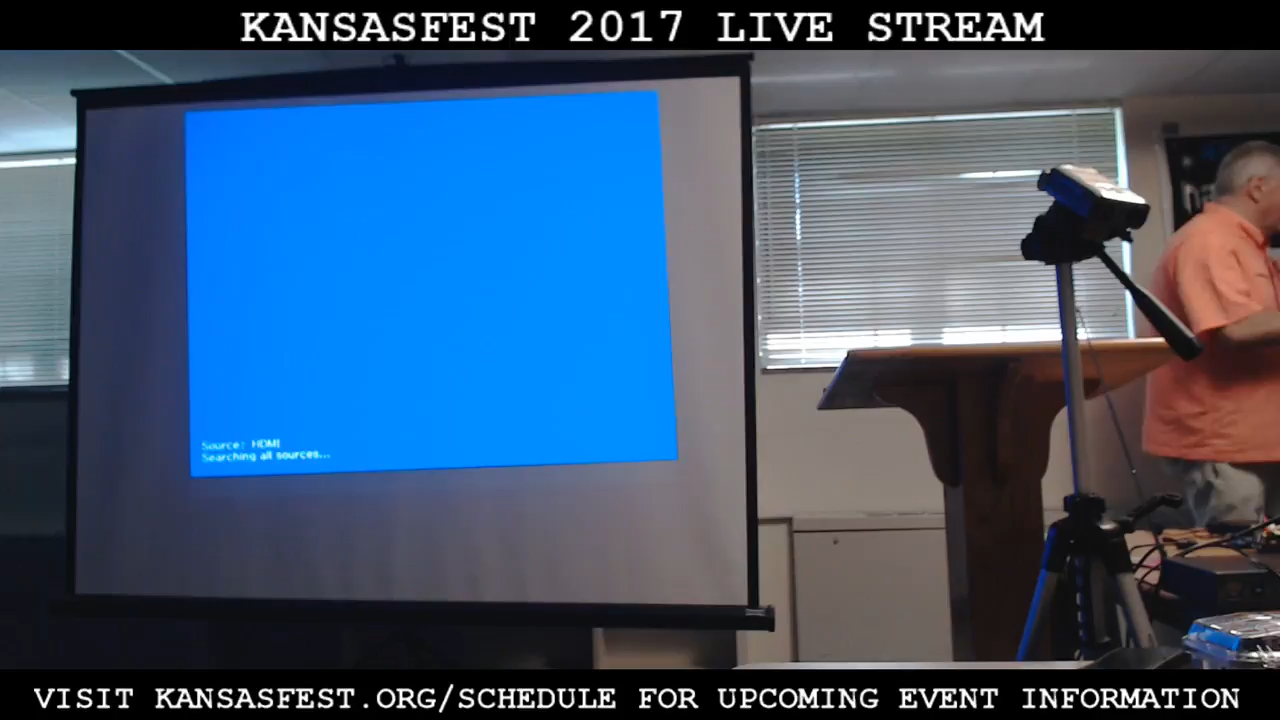 KANSASFEST 2017 LIVE STREAM
Source: HDMI
Searching all sources...
VISIT KANSASFEST.ORG/SCHEDULE FOR UPCOMING EVENT INFORMATION